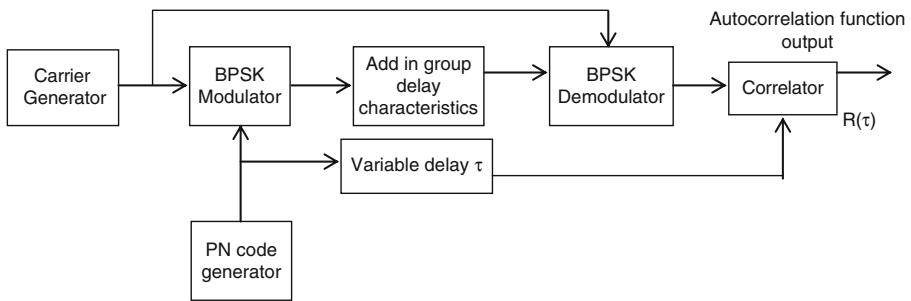 Autocorrelation function
output
Carrier
Generator
BPSK
Modulator
Add in group
delay
characteristics
BPSK
Demodulator
Correlator
R(τ)
Variable delay τ
PN code
generator